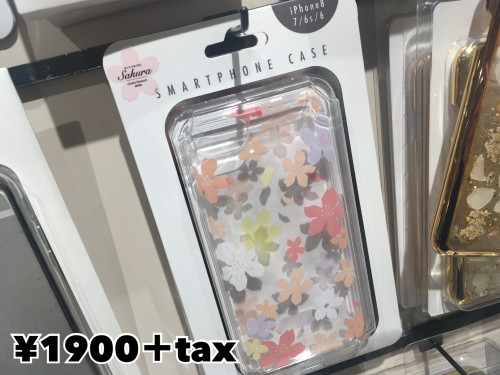 iPhone8
7/6s/6
Sakura
SMARTPHONE CASE
¥1900+tax